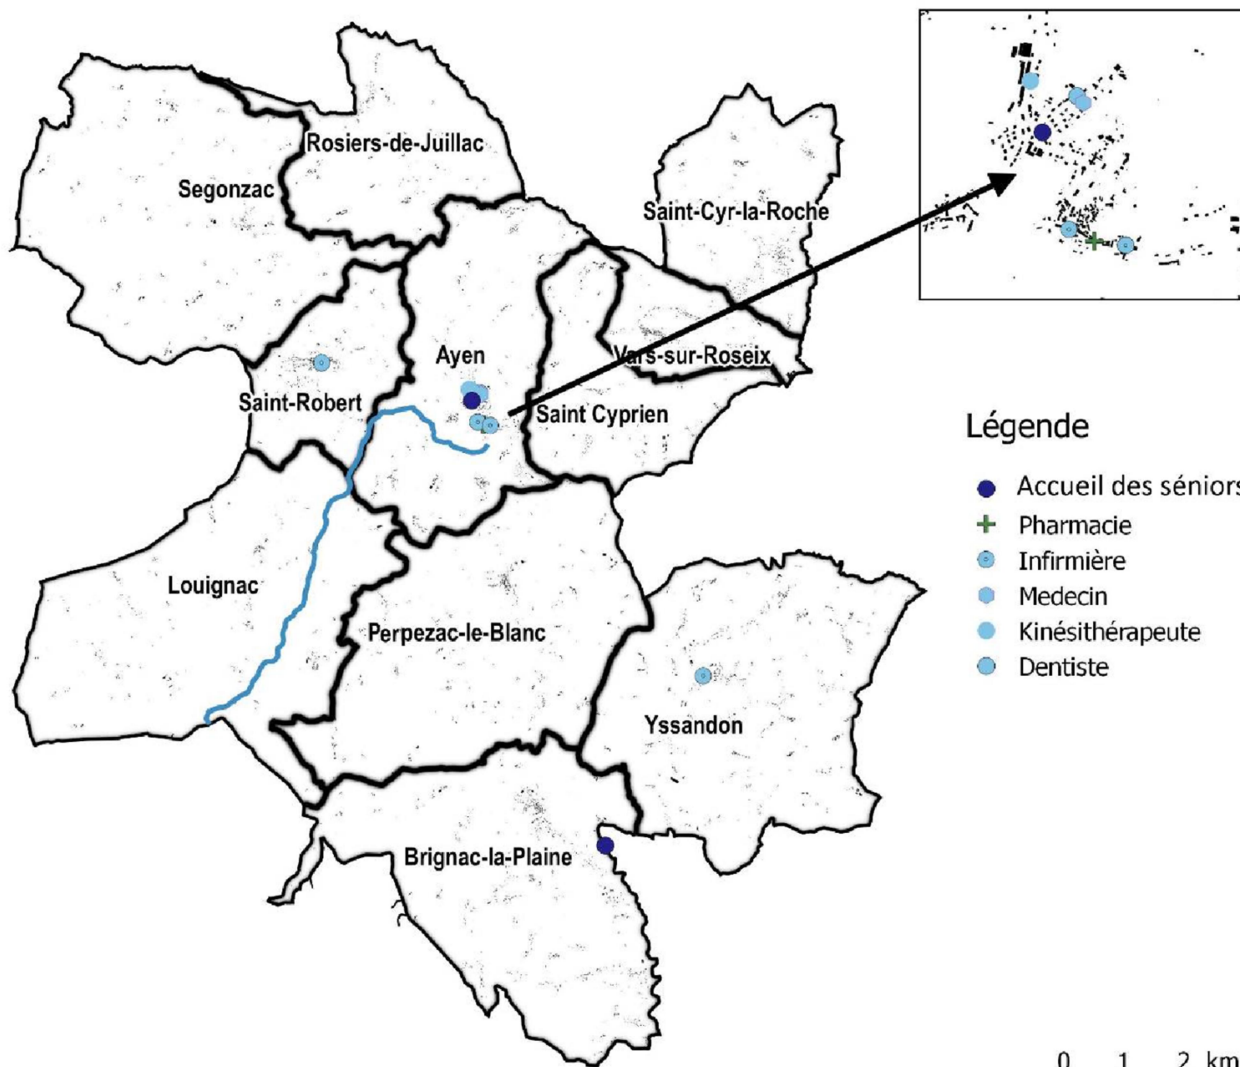 Rosiers-de-Juillac
Segonzac
Saint-Cyr-la-Roche
Ayen
Vars-sur-Roseix
Saint-Robert
Saint Cyprien
Louignac
Perpezac-le-Blanc
Yssandon
Brignac-la-Plaine
Légende
Accueil des séniors
Pharmacie
Infirmière
Medecin
Kinésithérapeute
Dentiste
0 1 2 km